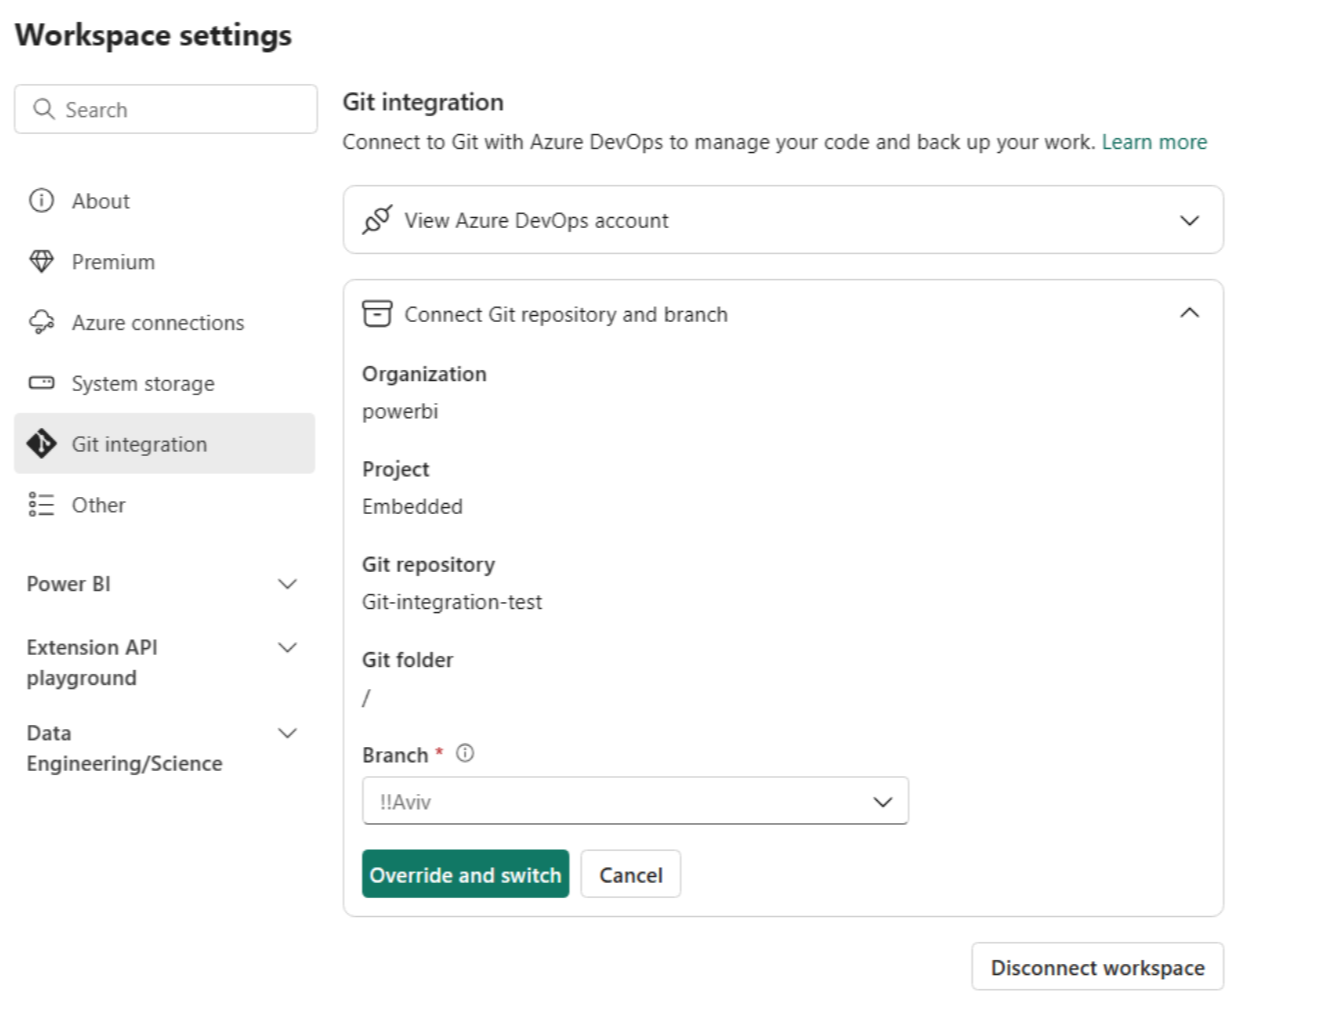 Workspace settings
Search
About
Premium
Azure connections
System storage
Git integration
Other
Power BI
Extension API
playground
Data
Engineering/Science
Git integration
Connect to Git with Azure DevOps to manage your code and back up your work. Learn more
View Azure DevOps account
Connect Git repository and branch
Organization
powerbi
Project
Embedded
Git repository
Git-integration-test
Git folder
/
Branch *
!!Aviv
Override and switch
Cancel
Disconnect workspace